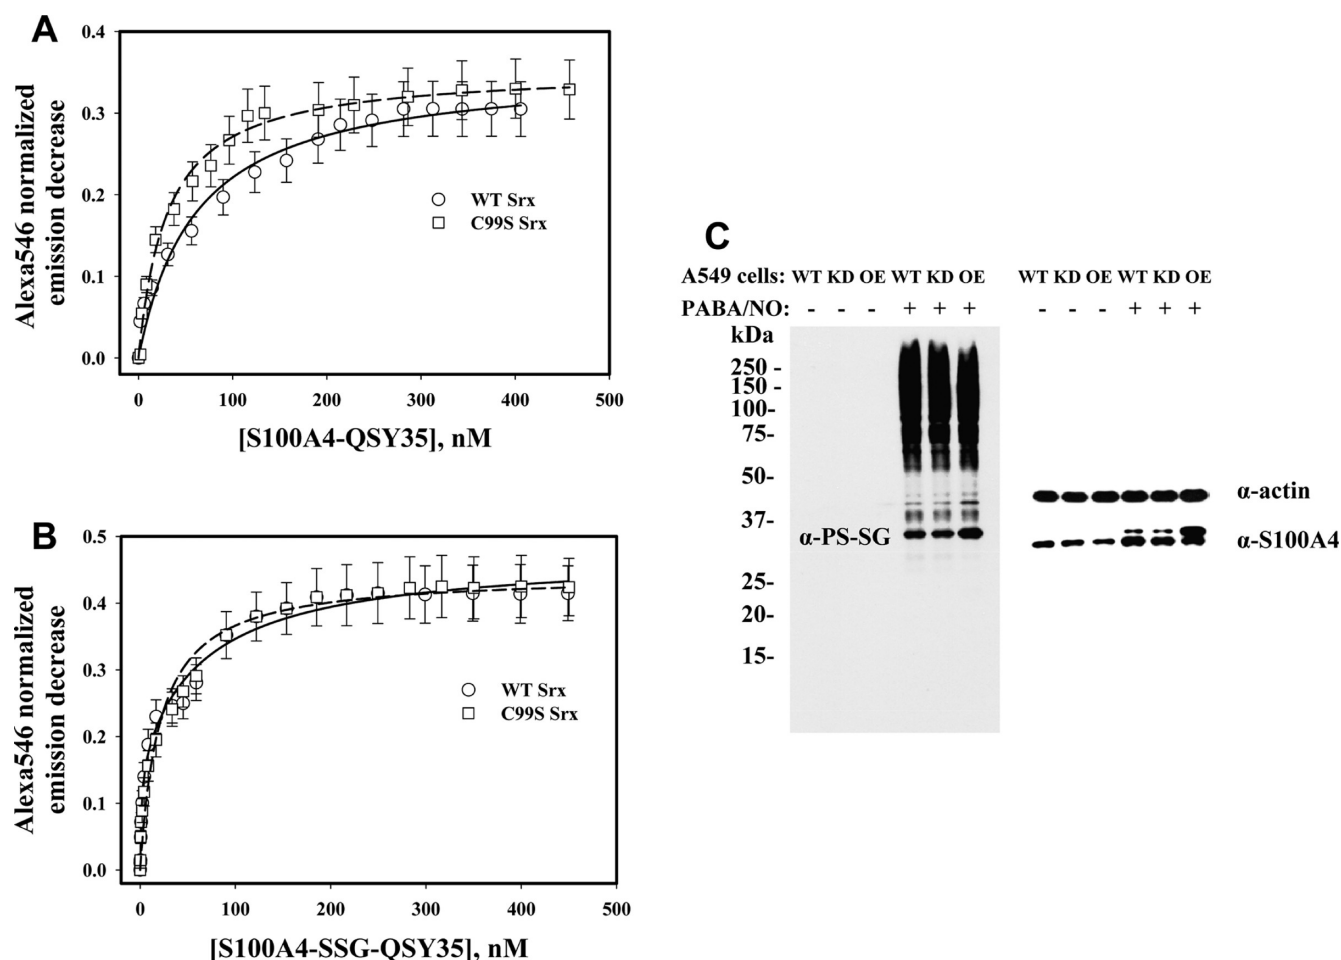 A
Alexa546 normalized
emission decrease
0.4
0.3
0.2
0.1
0.0
WT Srx
C99S Srx
0 100 200 300 400 500
[S100A4-QSY35], nM
B
Alexa546 normalized
emission decrease
0.5
0.4
0.3
0.2
0.1
0.0
WT Srx
C99S Srx
0 100 200 300 400 500
[S100A4-SSG-QSY35], nM
C
A549 cells: WT KD OE WT KD OE WT KD OE WT KD OE
PABA/NO: - - - + + + - - - + + +
kDa
250 -
150 -
100-
75-
50-
37-
25-
20-
15-
α-PS-SG
α-actin
α-S100A4